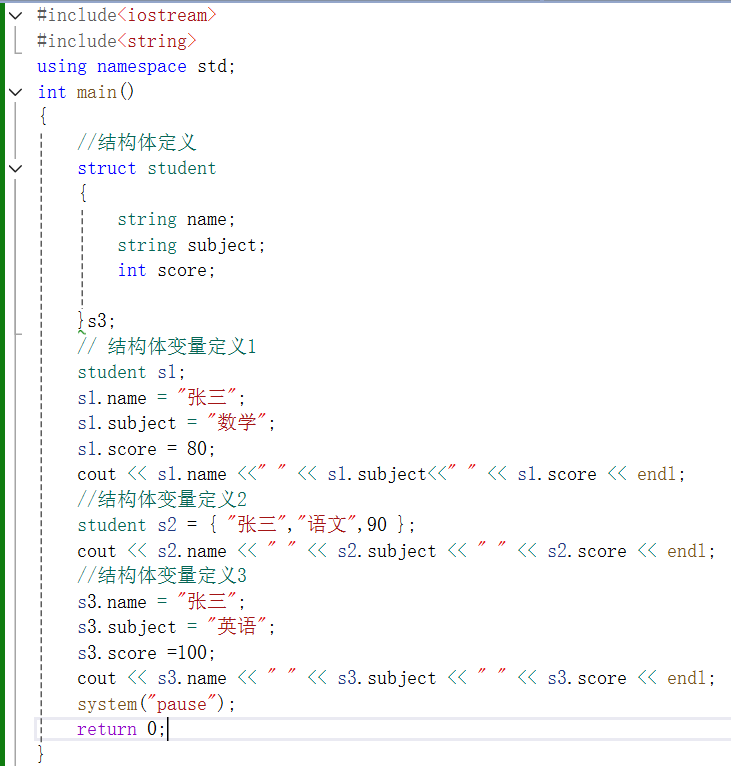 #include<iostream>
#include<string>
using namespace std;
int main()
{
//结构体定义
struct student
{
string name;
string subject;
int score;
}s3;
// 结构体变量定义1
student s1;
s1.name = "张三";
s1.subject = "数学";
s1.score = 80;
cout << s1.name <<" " << s1.subject<<" " << s1.score << endl;
//结构体变量定义2
student s2 = { "张三","语文",90 };
cout << s2.name << " " << s2.subject << " " << s2.score << endl;
//结构体变量定义3
s3.name = "张三";
s3.subject = "英语";
s3.score =100;
cout << s3.name << " " << s3.subject << " " << s3.score << endl;
system("pause");
return 0;
}